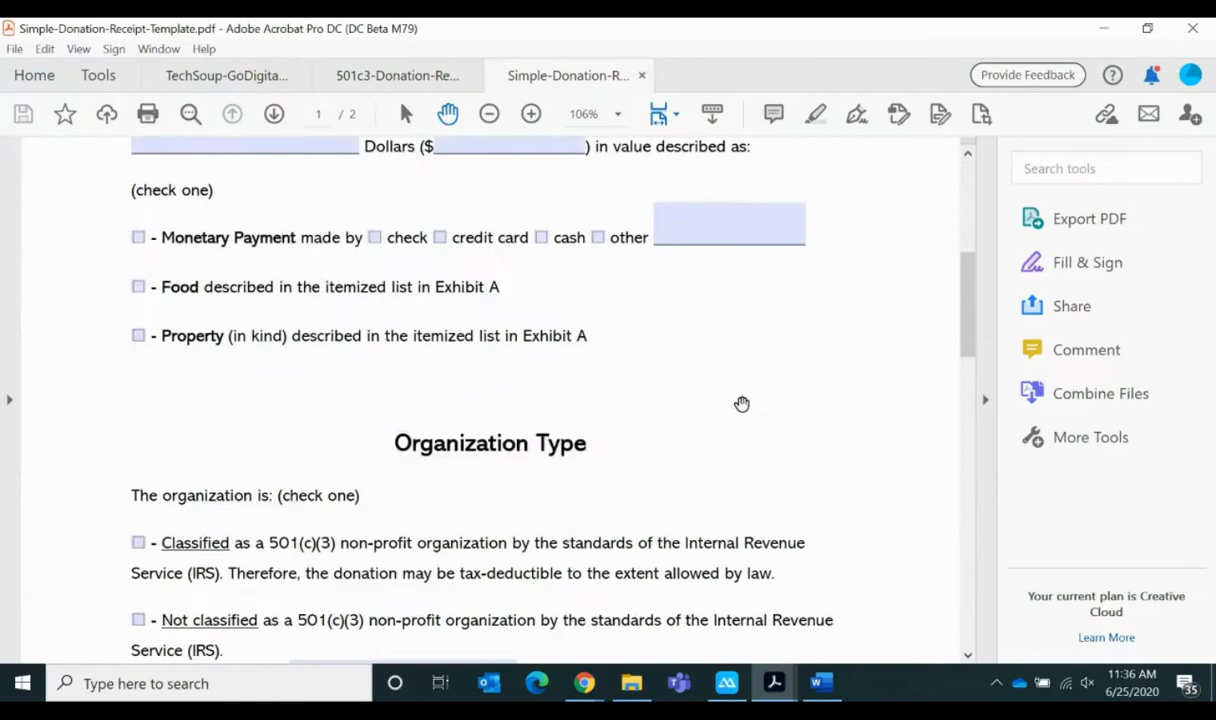 Simple-Donation-Receipt-Template.pdf - Adobe Acrobat Pro DC (DC Beta M79)
File Edit View Sign Window Help
Home Tools TechSoup-GoDigita... 501c3-Donation-Re... Simple-Donation-R... ×
Provide Feedback
1 / 2 106%
Dollars ($ ) in value described as:
(check one)
- Monetary Payment made by check credit card cash other
- Food described in the itemized list in Exhibit A
- Property (in kind) described in the itemized list in Exhibit A
Organization Type
The organization is: (check one)
- Classified as a 501(c)(3) non-profit organization by the standards of the Internal Revenue
Service (IRS). Therefore, the donation may be tax-deductible to the extent allowed by law.
- Not classified as a 501(c)(3) non-profit organization by the standards of the Internal Revenue
Service (IRS).
Search tools
Export PDF
Fill & Sign
Share
Comment
Combine Files
More Tools
Your current plan is Creative
Cloud
Learn More
Type here to search
11:36 AM
6/25/2020
35